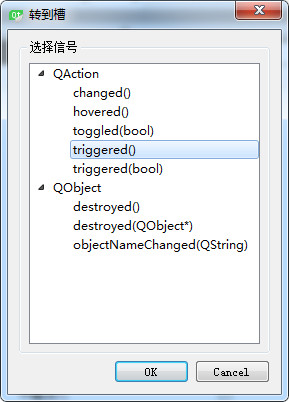 转到槽
选择信号
QAction
changed()
hovered()
toggled(bool)
triggered()
triggered(bool)
QObject
destroyed()
destroyed(QObject*)
objectNameChanged(QString)
OK
Cancel